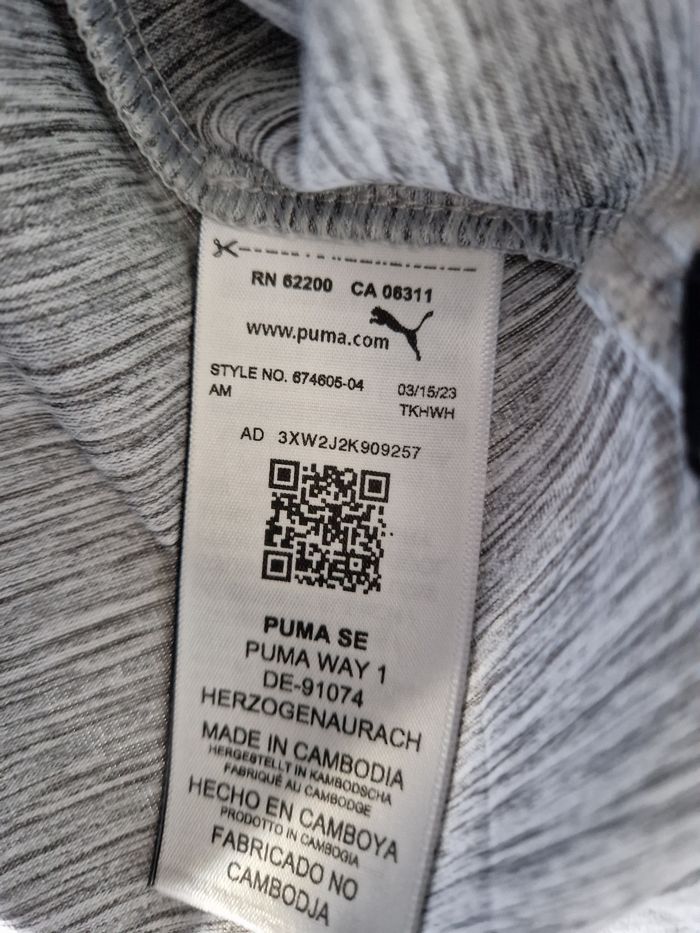 RN 62200 CA 06311
www.puma.com
STYLE NO. 674605-04 03/15/23
AM TKHWH
AD 3XW2J2K909257
PUMA SE
PUMA WAY 1
DE-91074
HERZOGENAURACH
MADE IN CAMBODIA
HERGESTELLT IN KAMBODSCHA
FABRIQUÉ AU CAMBODGE
HECHO EN CAMBOYA
PRODOTTO IN CAMBOGIA
FABRICADO NO
CAMBODJA